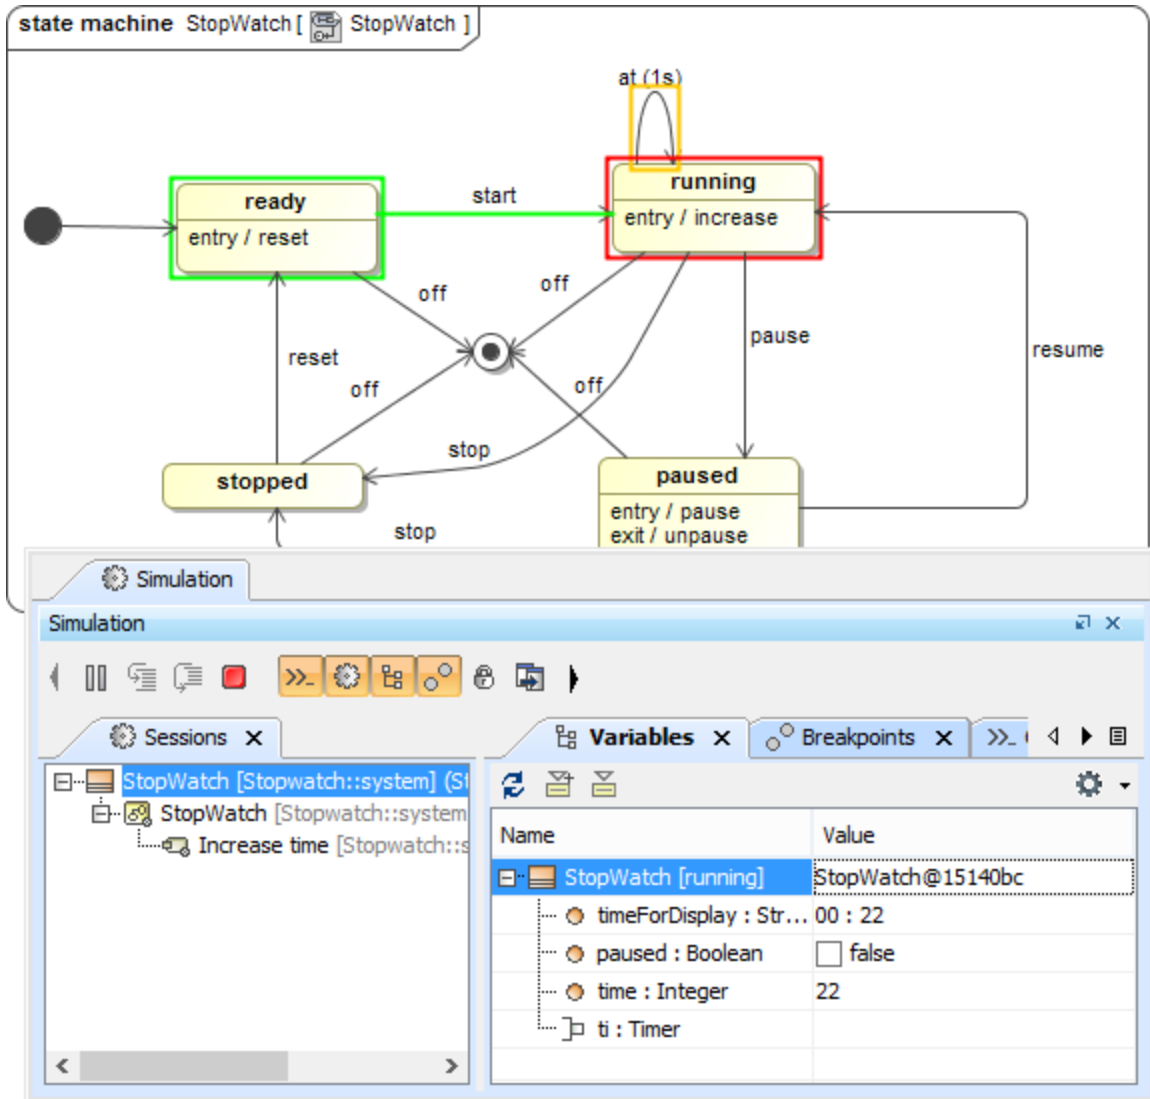 state machine StopWatch [ StopWatch ]
at (1s)
ready
entry / reset
start
running
entry / increase
off
off
pause
resume
reset
off
off
stop
stopped
paused
entry / pause
exit / unpause
stop
Simulation
Simulation
Sessions
Variables
Breakpoints
StopWatch [Stopwatch::system] (St
StopWatch [Stopwatch::system
Increase time [Stopwatch::s
Name Value
StopWatch [running] StopWatch@15140bc
timeForDisplay : Str... 00 : 22
paused : Boolean false
time : Integer 22
ti : Timer